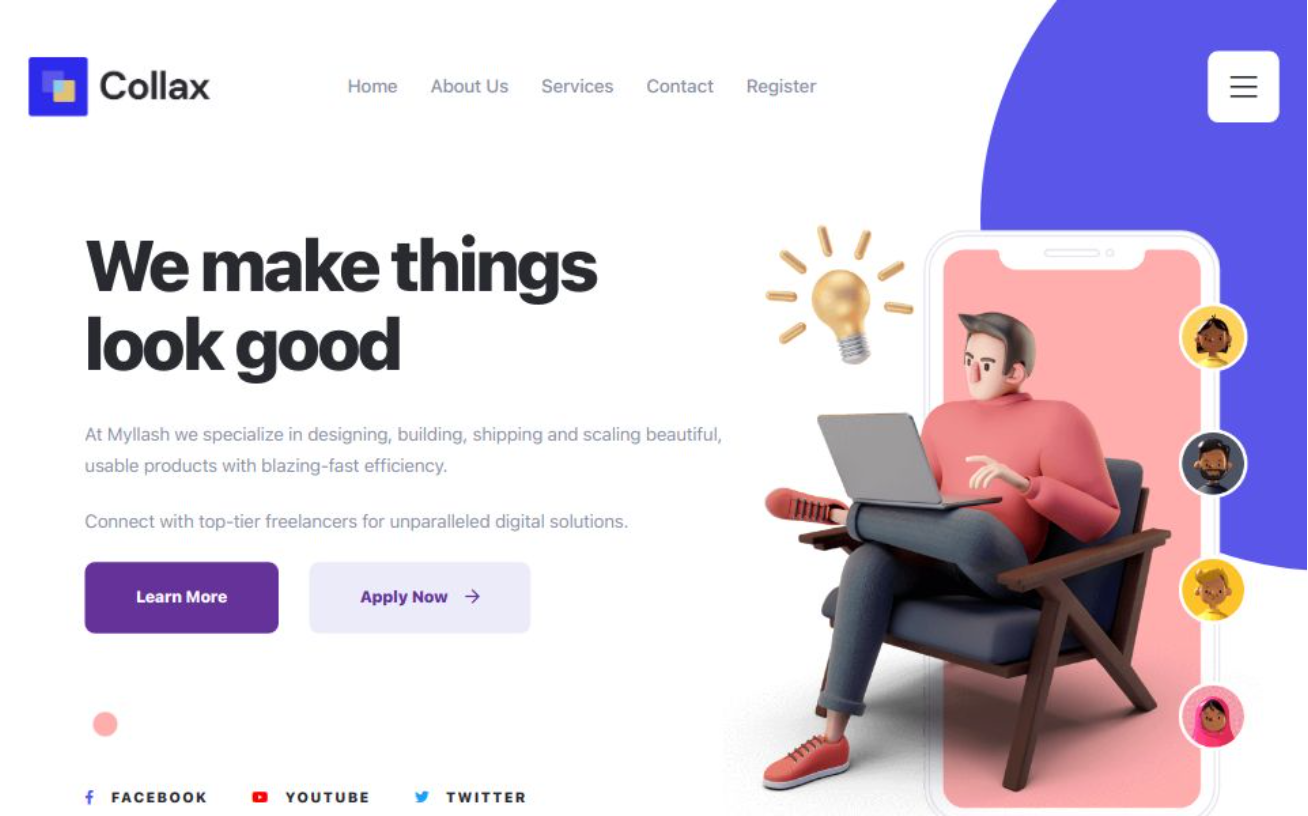 Collax
Home About Us Services Contact Register
We make things
look good
At Myllash we specialize in designing, building, shipping and scaling beautiful,
usable products with blazing-fast efficiency.
Connect with top-tier freelancers for unparalleled digital solutions.
Learn More Apply Now →
FACEBOOK YOUTUBE TWITTER